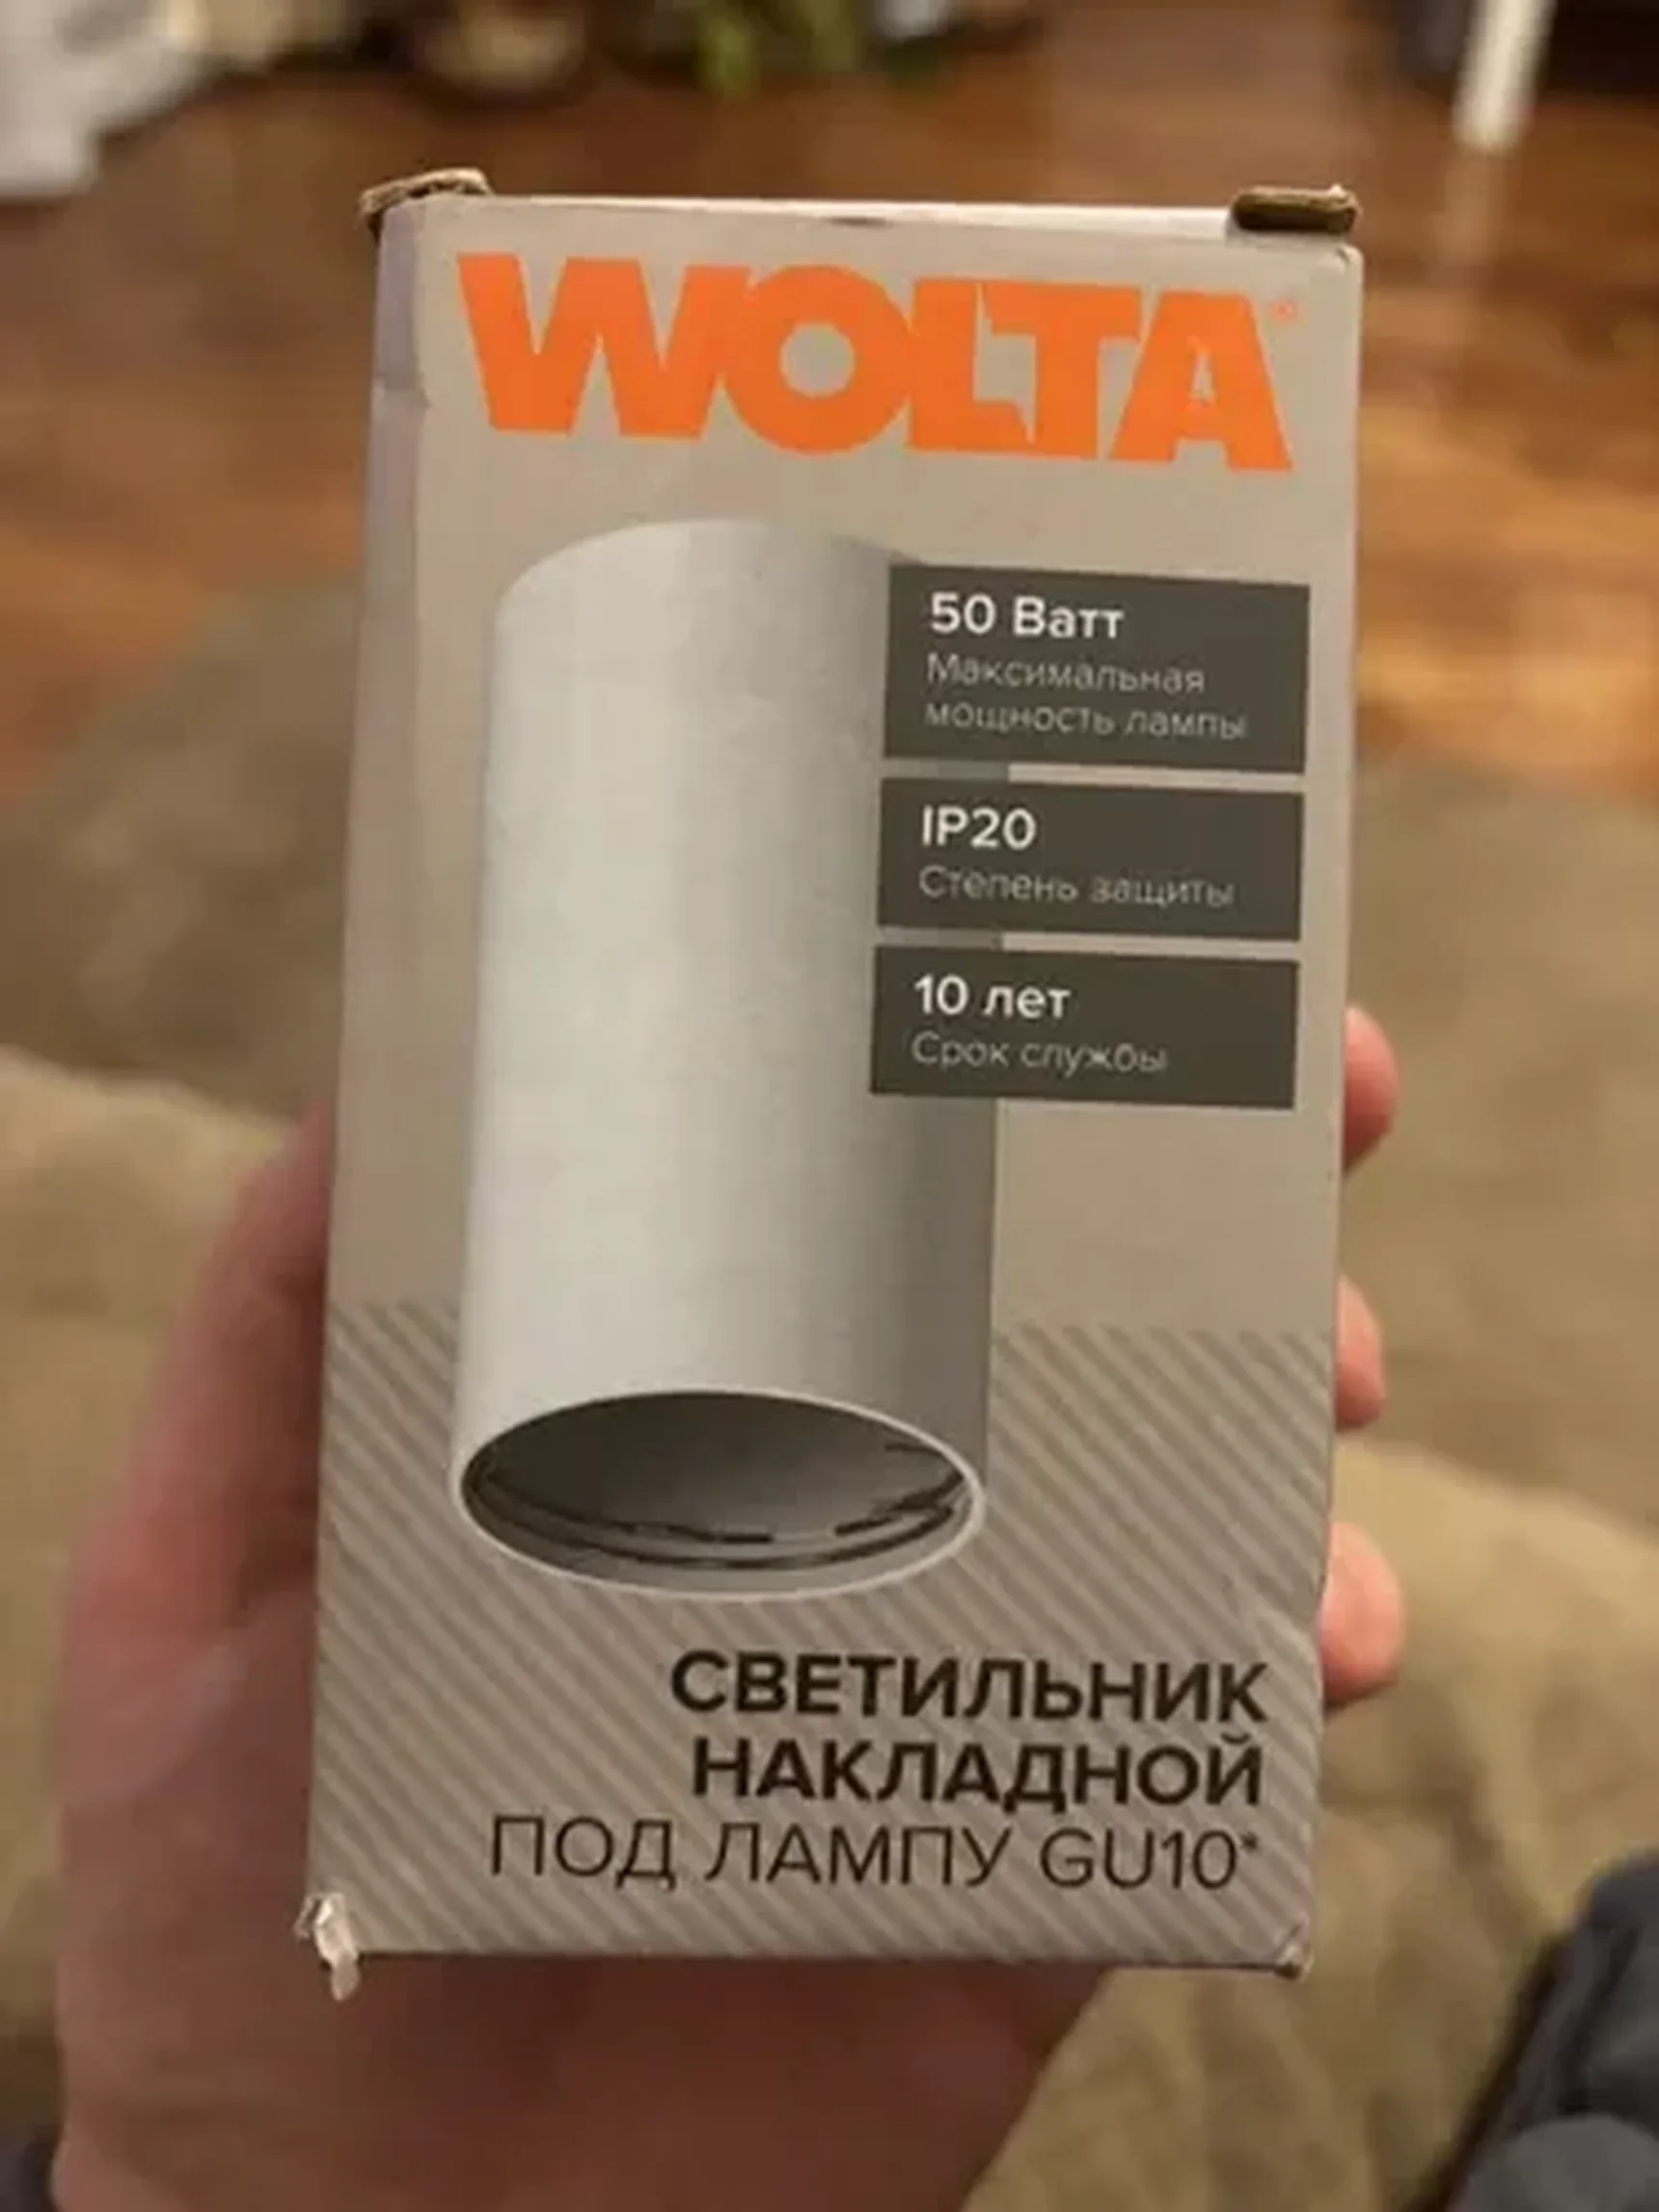 WOLTA®
50 Ватт
Максимальная
мощность лампы
IP20
Степень защиты
10 лет
Срок службы
СВЕТИЛЬНИК
НАКЛАДНОЙ
ПОД ЛАМПУ GU10*